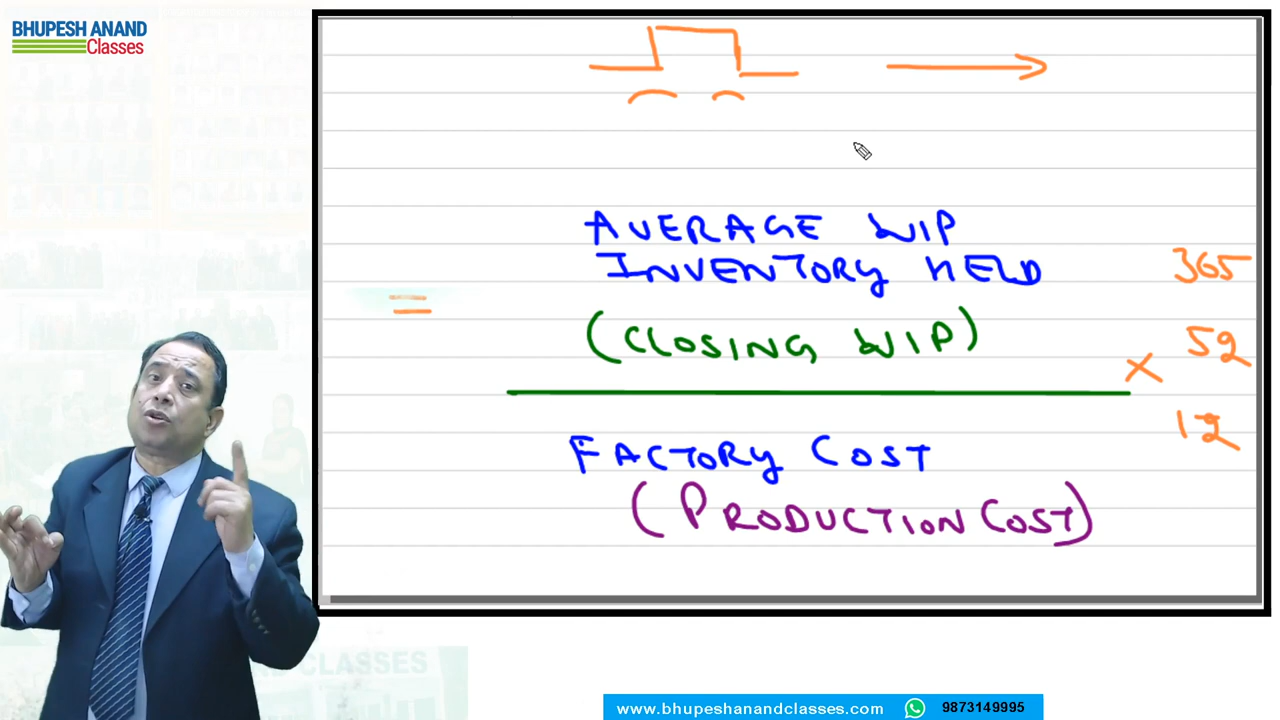 BHUPESH ANAND
Classes
AVERAGE WIP
INVENTORY HELD
365
=
(CLOSING WIP)
52
×
12
FACTORY COST
(PRODUCTION COST)
CLASSES
www.bhupeshanandclasses.com
9873149995